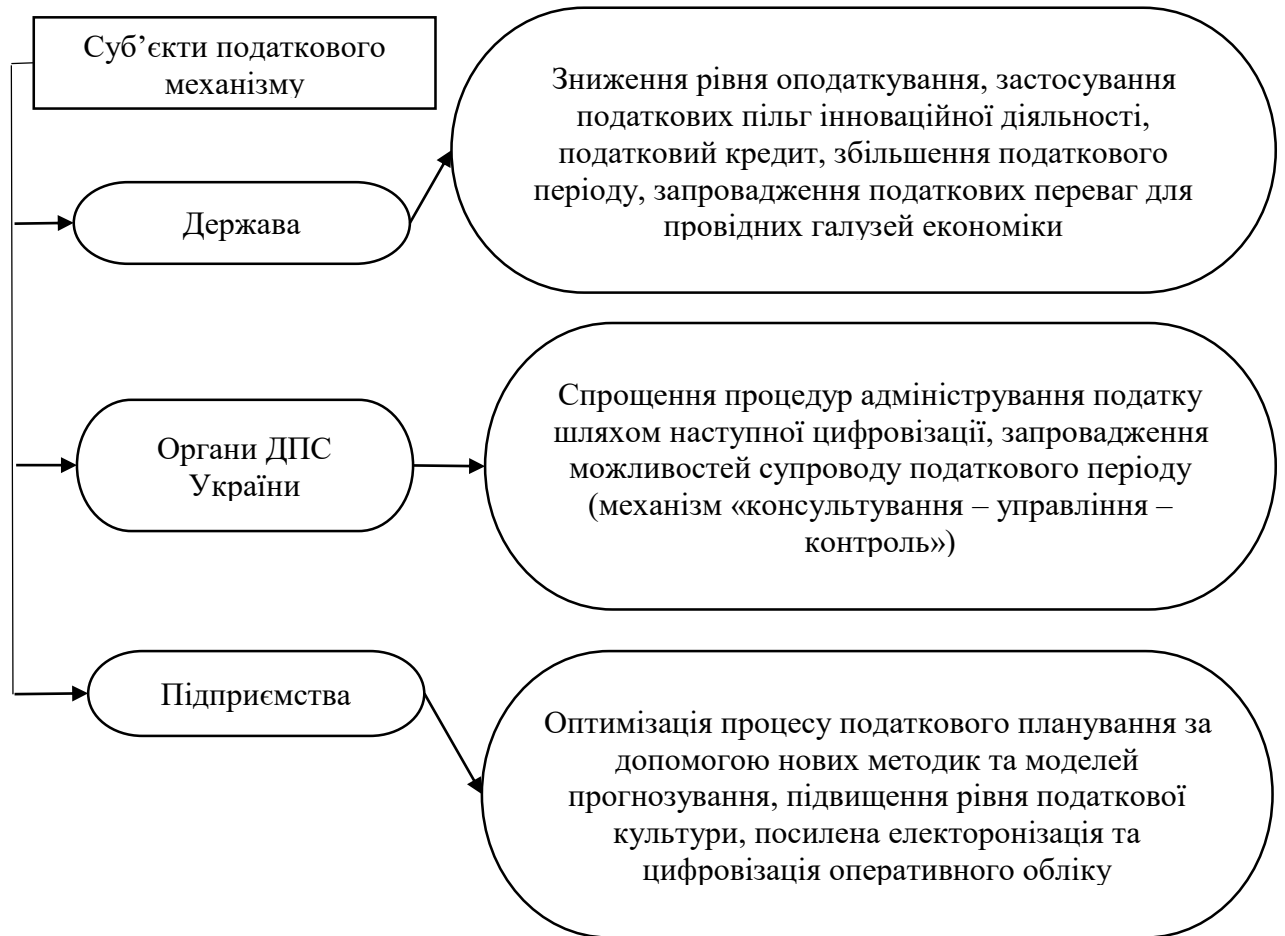 Суб’єкти податкового
механізму
Зниження рівня оподаткування, застосування
податкових пільг інноваційної діяльності,
податковий кредит, збільшення податкового
періоду, запровадження податкових переваг для
провідних галузей економіки
Держава
Спрощення процедур адміністрування податку
шляхом наступної цифровізації, запровадження
можливостей супроводу податкового періоду
(механізм «консультування – управління –
контроль»)
Органи ДПС
України
Підприємства
Оптимізація процесу податкового планування за
допомогою нових методик та моделей
прогнозування, підвищення рівня податкової
культури, посилена електоронізація та
цифровізація оперативного обліку